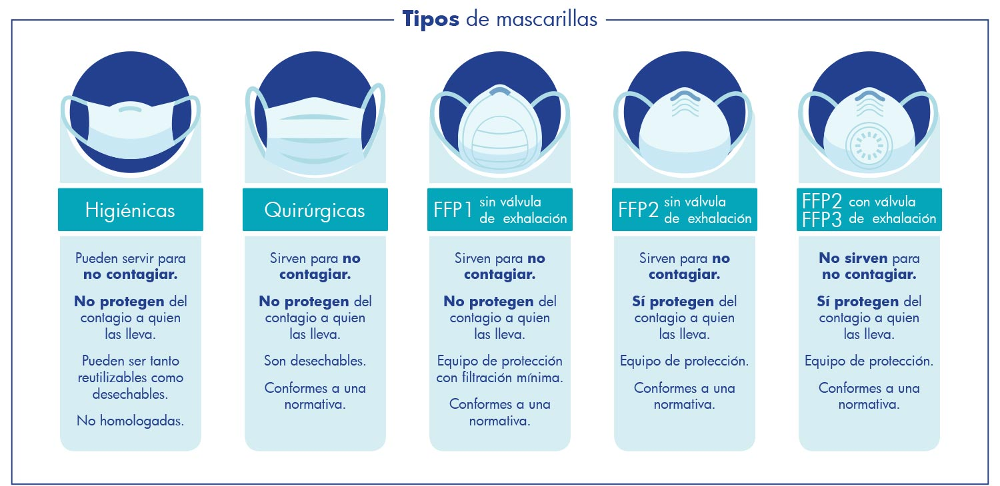 Tipos de mascarillas
Higiénicas
Pueden servir para
no contagiar.
No protegen del
contagio a quien
las lleva.
Pueden ser tanto
reutilizables como
desechables.
No homologadas.
Quirúrgicas
Sirven para no
contagiar.
No protegen del
contagio a quien
las lleva.
Son desechables.
Conformes a una
normativa.
FFP1 sin válvula
de exhalación
Sirven para no
contagiar.
No protegen del
contagio a quien
las lleva.
Equipo de protección
con filtración mínima.
Conformes a una
normativa.
FFP2 sin válvula
de exhalación
Sirven para no
contagiar.
Sí protegen del
contagio a quien
las lleva.
Equipo de protección.
Conformes a una
normativa.
FFP2 con válvula
FFP3 de exhalación
No sirven para
no contagiar.
Sí protegen del
contagio a quien
las lleva.
Equipo de protección.
Conformes a una
normativa.